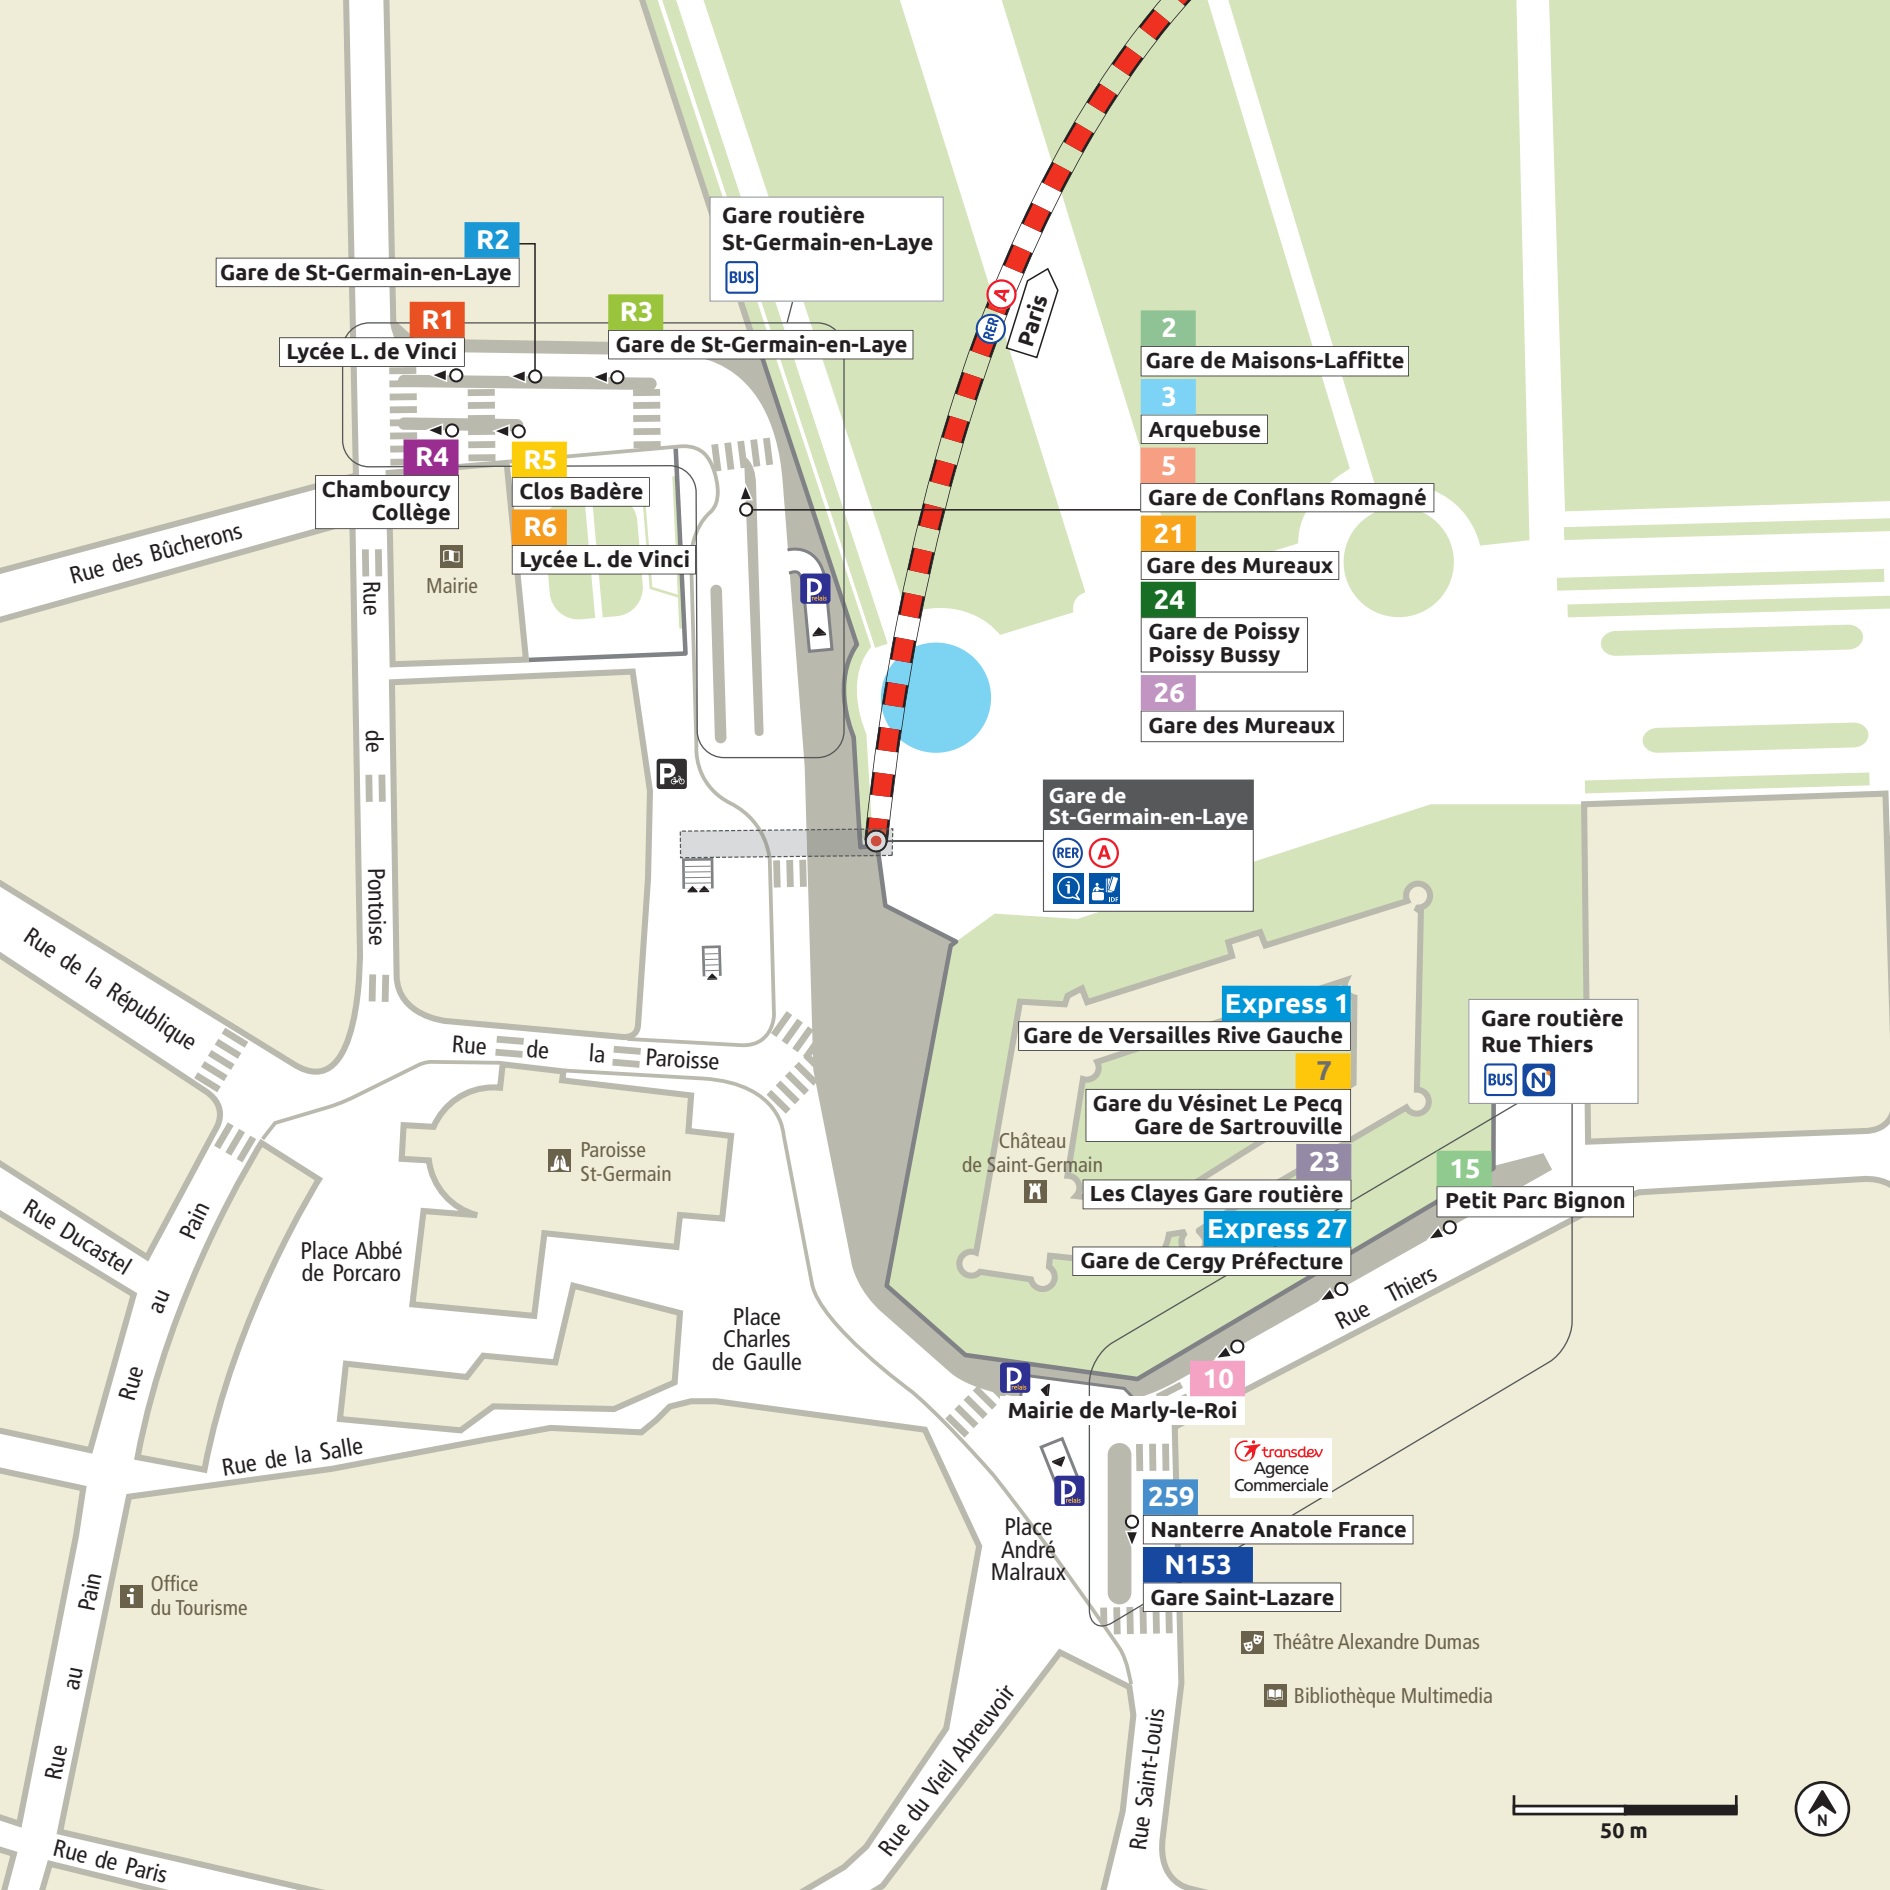 Gare routière
St-Germain-en-Laye
BUS
R2
Gare de St-Germain-en-Laye
R1
Lycée L. de Vinci
R3
Gare de St-Germain-en-Laye
R4
Chambourcy
Collège
R5
Clos Badère
R6
Lycée L. de Vinci
A
RER
Paris
2
Gare de Maisons-Laffitte
3
Arquebuse
5
Gare de Conflans Romagné
21
Gare des Mureaux
24
Gare de Poissy
Poissy Bussy
26
Gare des Mureaux
Rue des Bûcherons
Mairie
P
relais
Rue de Pontoise
P
Gare de
St-Germain-en-Laye
RER A
i
IDF
Rue de la République
Rue de la Paroisse
Express 1
Gare de Versailles Rive Gauche
7
Gare du Vésinet Le Pecq
Gare de Sartrouville
23
Les Clayes Gare routière
Express 27
Gare de Cergy Préfecture
Gare routière
Rue Thiers
BUS N
15
Petit Parc Bignon
Château
de Saint-Germain
Paroisse
St-Germain
Rue Ducastel
Place Abbé
de Porcaro
Rue au Pain
Place
Charles
de Gaulle
Rue Thiers
P
relais
10
Mairie de Marly-le-Roi
Rue de la Salle
transdev
Agence
Commerciale
P
relais
259
Nanterre Anatole France
N153
Gare Saint-Lazare
Place
André
Malraux
i
Office
du Tourisme
Rue au Pain
Théâtre Alexandre Dumas
Bibliothèque Multimedia
Rue du Vieil Abreuvoir
Rue Saint-Louis
Rue de Paris
50 m
N